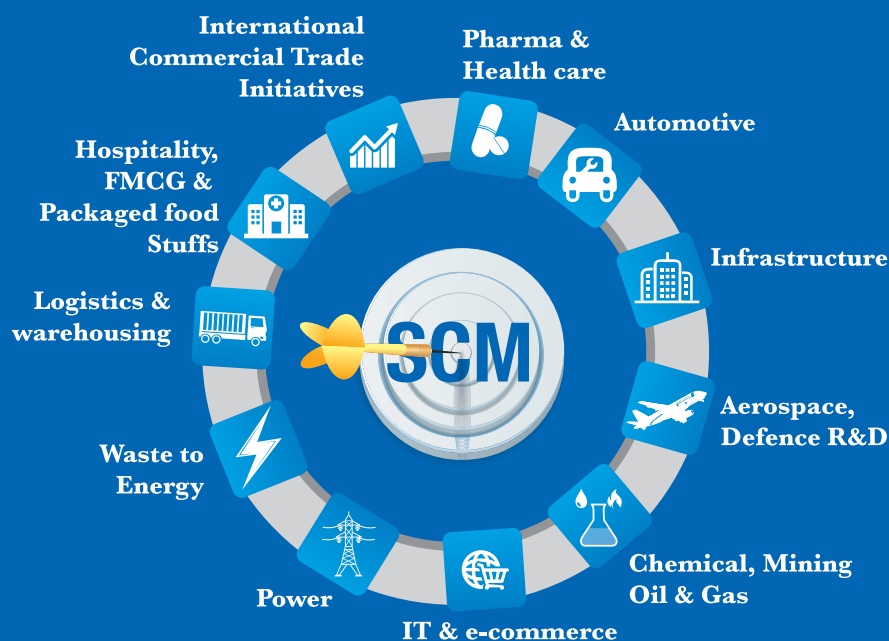 International
Commercial Trade
Initiatives
Pharma &
Health care
Automotive
Infrastructure
Aerospace,
Defence R&D
Chemical, Mining
Oil & Gas
IT & e-commerce
Power
Waste to
Energy
Logistics &
warehousing
Hospitality,
FMCG &
Packaged food
Stuffs
SCM